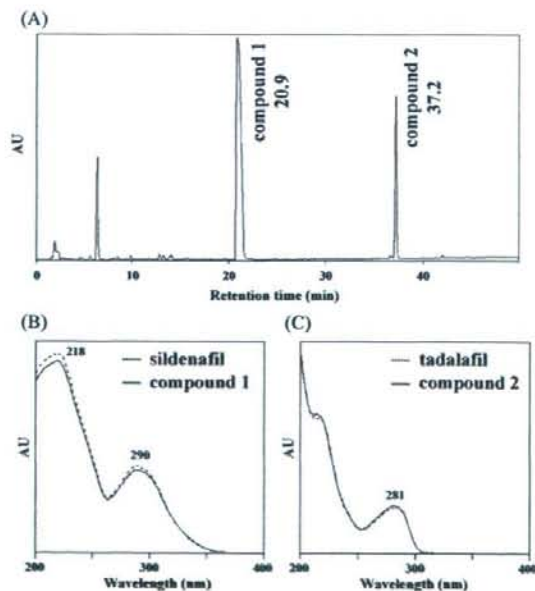 (A)
compound 1
20.9
compound 2
37.2
AU
0 10 20 30 40
Retention time (min)
(B)
218
sildenafil
compound 1
290
AU
200 300 400
Wavelength (nm)
(C)
tadalafil
compound 2
281
AU
200 300 400
Wavelength (nm)